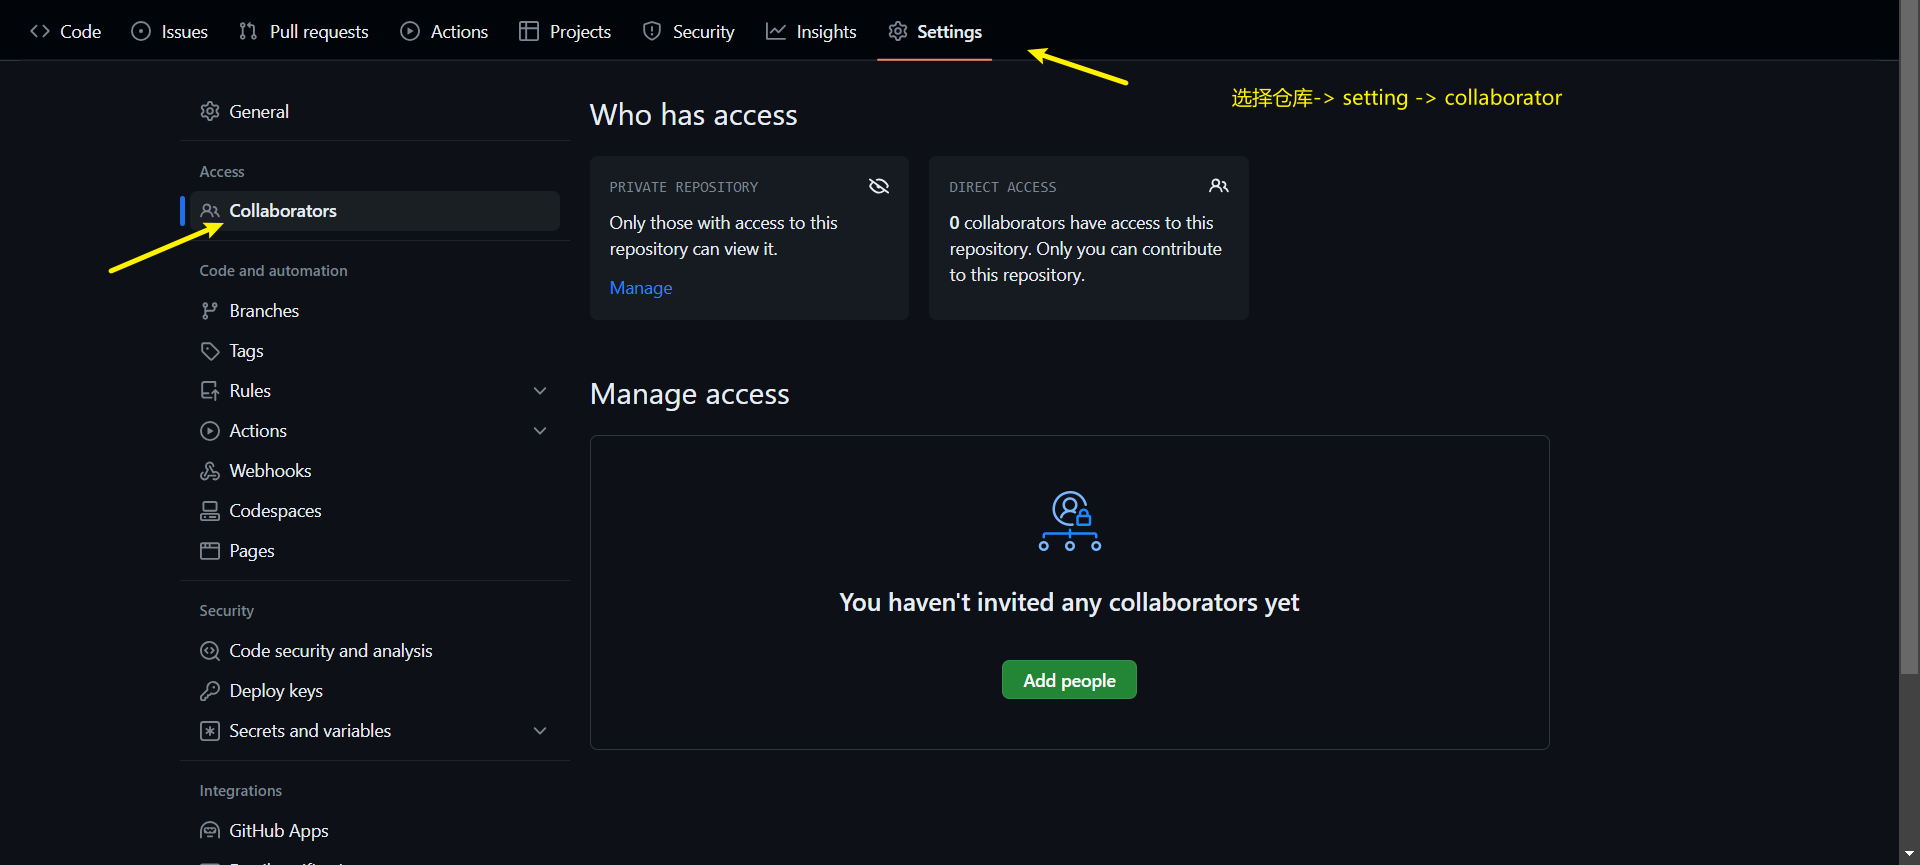 Code
Issues
Pull requests
Actions
Projects
Security
Insights
Settings
选择仓库-> setting -> collaborator
General
Access
Collaborators
Code and automation
Branches
Tags
Rules
Actions
Webhooks
Codespaces
Pages
Security
Code security and analysis
Deploy keys
Secrets and variables
Integrations
GitHub Apps
Who has access
PRIVATE REPOSITORY
Only those with access to this
repository can view it.
Manage
DIRECT ACCESS
0 collaborators have access to this
repository. Only you can contribute
to this repository.
Manage access
You haven't invited any collaborators yet
Add people